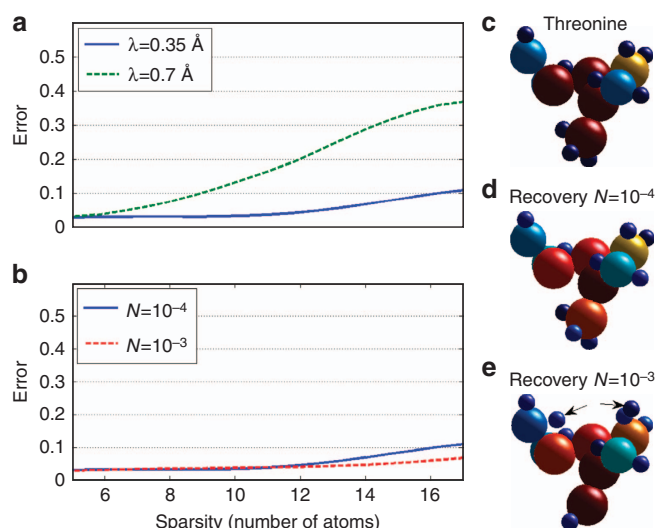 a
0.5
0.4
0.3
0.2
0.1
0
Error
λ=0.35 Å
λ=0.7 Å
b
0.5
0.4
0.3
0.2
0.1
0
Error
N=10⁻⁴
N=10⁻³
6 8 10 12 14 16
Sparsity (number of atoms)
c
Threonine
d
Recovery N=10⁻⁴
e
Recovery N=10⁻³